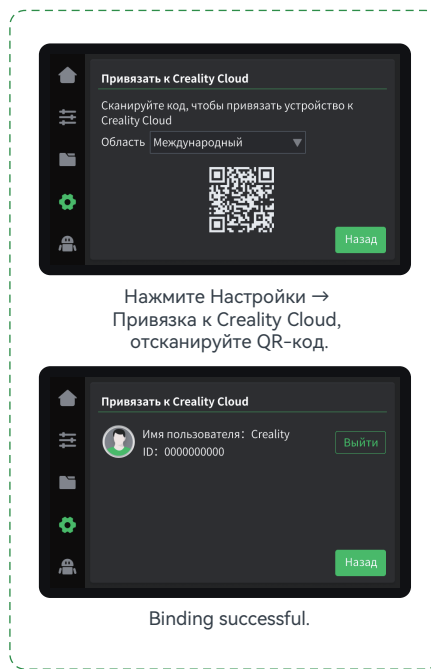 Привязать к Creality Cloud
Сканируйте код, чтобы привязать устройство к
Creality Cloud
Область Международный
Назад
Нажмите Настройки →
Привязка к Creality Cloud,
отсканируйте QR-код.
Привязать к Creality Cloud
Имя пользователя: Creality
Выйти
ID: 0000000000
Назад
Binding successful.